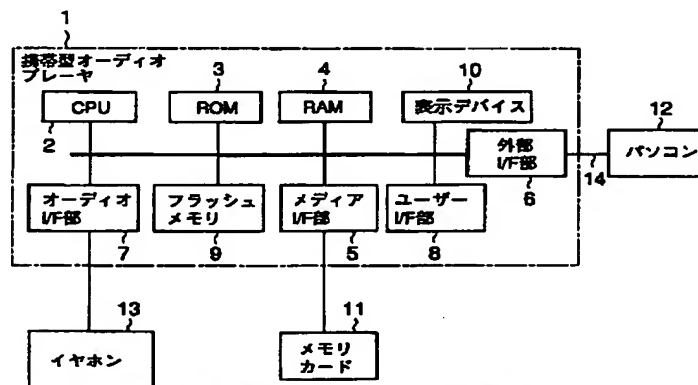 1
携帯型オーディオ
プレーヤ
3
4
10
CPU
ROM
RAM
表示デバイス
12
2
外部
I/F部
パソコン
6
14
オーディオ
I/F部
フラッシュ
メモリ
メディア
I/F部
ユーザー
I/F部
7
9
5
8
13
11
イヤホン
メモリ
カード